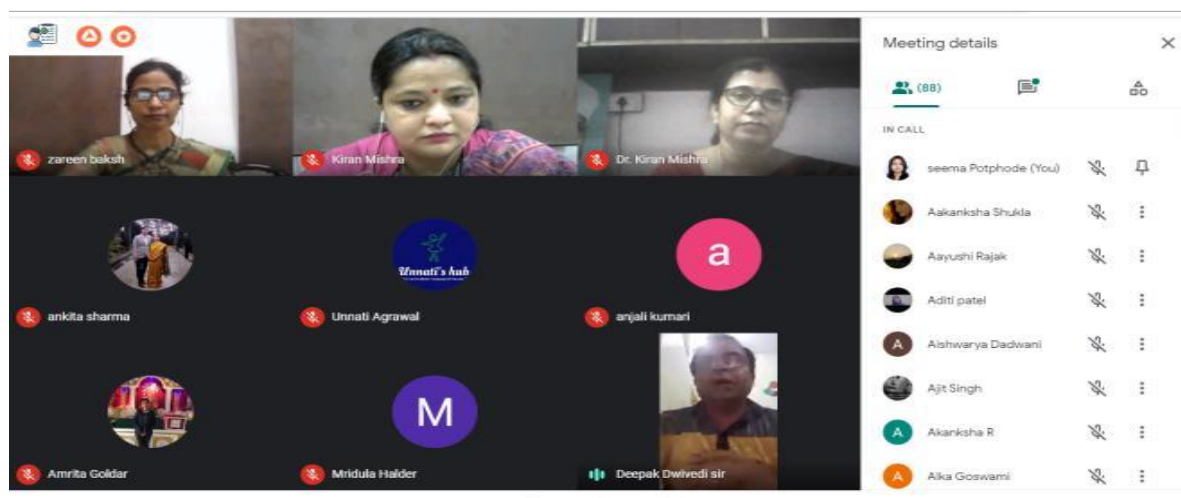 Meeting details
(88)
IN CALL
seema Potphode (You)
Aakanksha Shukla
Aayushi Rajak
Aditi patel
A
Aishwarya Dadwani
Ajit Singh
A
Akanksha R
A
Alka Goswami
zareen baksh
Kiran Mishra
Dr. Kiran Mishra
Unnati's hub
a
ankita sharma
Unnati Agrawal
anjali kumari
M
Amrita Goldar
Mridula Halder
Deepak Dwivedi sir